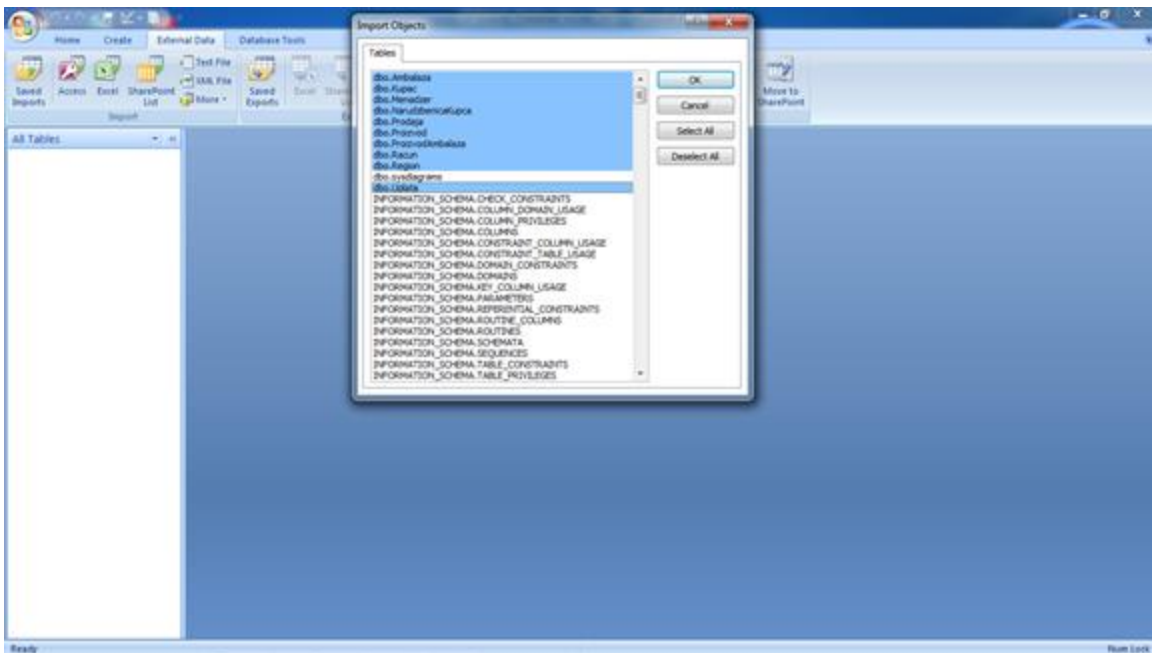 Import Objects
Home Create External Data Database Tools
Saved Imports
Access
Excel
SharePoint List
Text File
XML File
More
Import
Saved Exports
Excel
Move to SharePoint
All Tables
Tables
dbo.Ambalaza
dbo.Kupac
dbo.Menadzer
dbo.NarudzbenicaKupca
dbo.Prodaja
dbo.Proizvod
dbo.ProizvodAmbalaza
dbo.Racun
dbo.Region
dbo.sysdiagrams
dbo.Uplata
INFORMATION_SCHEMA.CHECK_CONSTRAINTS
INFORMATION_SCHEMA.COLUMN_DOMAIN_USAGE
INFORMATION_SCHEMA.COLUMN_PRIVILEGES
INFORMATION_SCHEMA.COLUMNS
INFORMATION_SCHEMA.CONSTRAINT_COLUMN_USAGE
INFORMATION_SCHEMA.CONSTRAINT_TABLE_USAGE
INFORMATION_SCHEMA.DOMAIN_CONSTRAINTS
INFORMATION_SCHEMA.DOMAINS
INFORMATION_SCHEMA.KEY_COLUMN_USAGE
INFORMATION_SCHEMA.PARAMETERS
INFORMATION_SCHEMA.REFERENTIAL_CONSTRAINTS
INFORMATION_SCHEMA.ROUTINE_COLUMNS
INFORMATION_SCHEMA.ROUTINES
INFORMATION_SCHEMA.SCHEMATA
INFORMATION_SCHEMA.SEQUENCES
INFORMATION_SCHEMA.TABLE_CONSTRAINTS
INFORMATION_SCHEMA.TABLE_PRIVILEGES
OK
Cancel
Select All
Deselect All
Ready
Num Lock